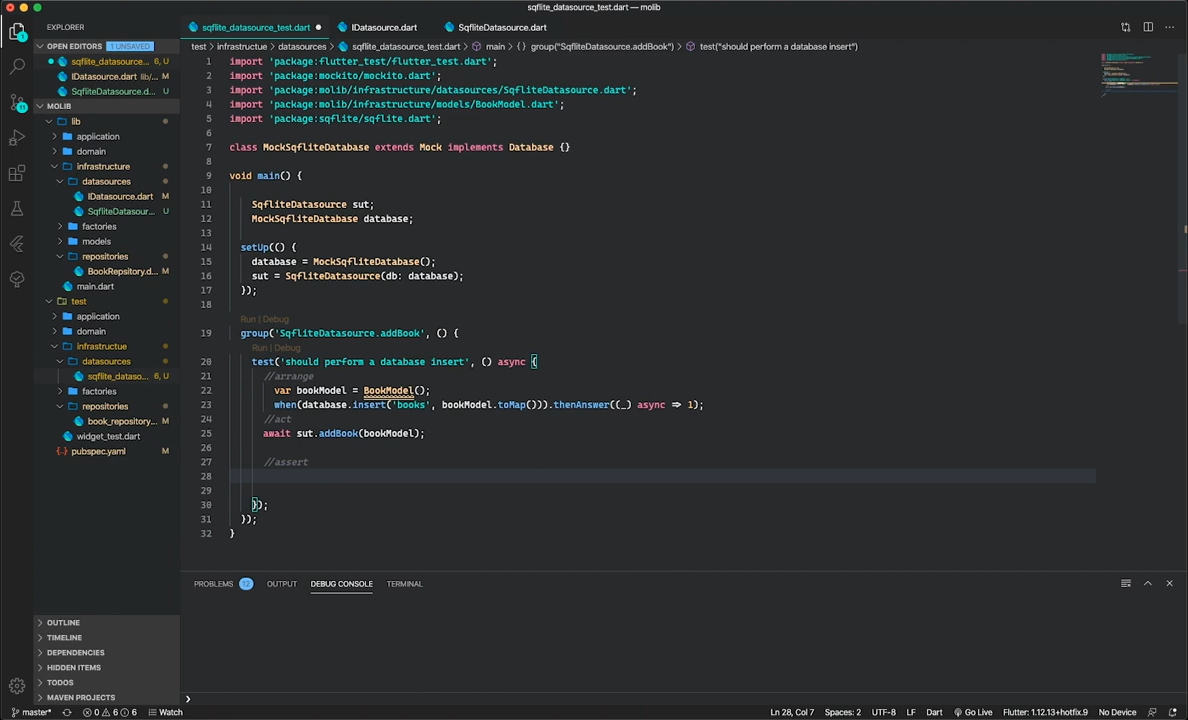 sqflite_datasource_test.dart — molib
EXPLORER
sqflite_datasource_test.dart
IDatasource.dart
SqfliteDatasource.dart
OPEN EDITORS 1 UNSAVED
sqflite_datasource... 6, U
IDatasource.dart lib/... M
SqfliteDatasource.d... U
MOLIB
lib
application
domain
infrastructure
datasources
IDatasource.dart M
SqfliteDatasour... U
factories
models
repositories
BookRepsitory.d... M
main.dart
test
application
domain
infrastructue
datasources
sqflite_dataso... 6, U
factories
repositories
book_repository... M
widget_test.dart
pubspec.yaml M
OUTLINE
TIMELINE
DEPENDENCIES
HIDDEN ITEMS
TODOS
MAVEN PROJECTS
test > infrastructue > datasources > sqflite_datasource_test.dart > main > group("SqfliteDatasource.addBook") > test("should perform a database insert")
1 import 'package:flutter_test/flutter_test.dart';
2 import 'package:mockito/mockito.dart';
3 import 'package:molib/infrastructure/datasources/SqfliteDatasource.dart';
4 import 'package:molib/infrastructure/models/BookModel.dart';
5 import 'package:sqflite/sqflite.dart';
6
7 class MockSqfliteDatabase extends Mock implements Database {}
8
9 void main() {
10
11 SqfliteDatasource sut;
12 MockSqfliteDatabase database;
13
14 setUp(() {
15 database = MockSqfliteDatabase();
16 sut = SqfliteDatasource(db: database);
17 });
18
Run | Debug
19 group('SqfliteDatasource.addBook', () {
Run | Debug
20 test('should perform a database insert', () async {
21 //arrange
22 var bookModel = BookModel();
23 when(database.insert('books', bookModel.toMap())).thenAnswer((_) async => 1);
24 //act
25 await sut.addBook(bookModel);
26
27 //assert
28
29
30 });
31 });
32 }
PROBLEMS 12 OUTPUT DEBUG CONSOLE TERMINAL
master* 0 6 6 Watch
Ln 28, Col 7 Spaces: 2 UTF-8 LF Dart Go Live Flutter: 1.12.13+hotfix.9 No Device